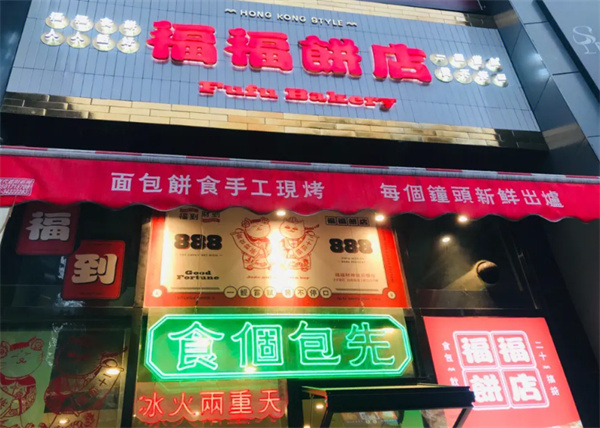 HONG KONG STYLE
福福餅店
Fufu Bakery
面包餅食手工現烤 每個鐘頭新鮮出爐
福
到
888
888
Good
Fortune
食個包先
冰火兩重天
福福
餅店